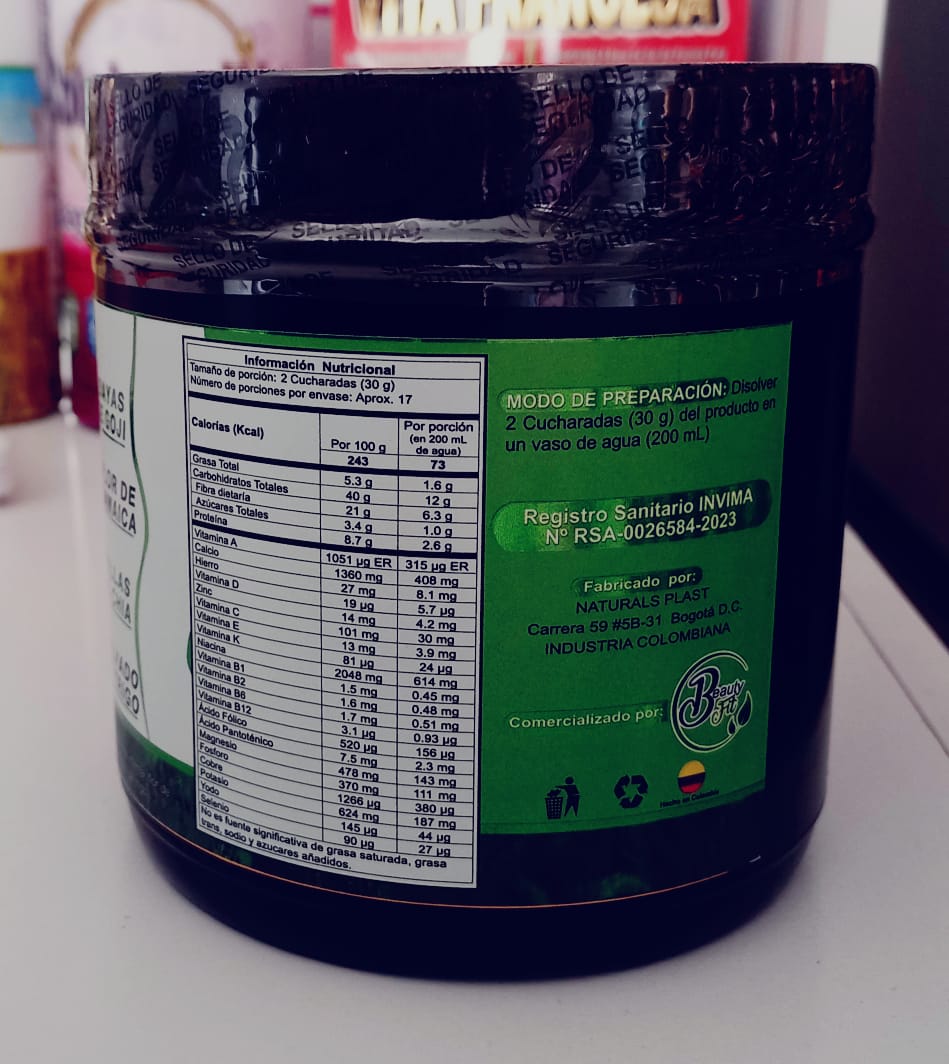 VITA FRANCESA
SELLO DE
SEGURIDAD
SELLO DE
SEGURIDAD
SELLO DE
SEGURIDAD
Información Nutricional
Tamaño de porción: 2 Cucharadas (30 g)
Número de porciones por envase: Aprox. 17
Calorías (Kcal) Por 100 g Por porción (en 200 mL de agua)
243 73
Grasa Total 5.3 g 1.6 g
Carbohidratos Totales 40 g 12 g
Fibra dietaría 21 g 6.3 g
Azúcares Totales 3.4 g 1.0 g
Proteína 8.7 g 2.6 g
Vitamina A 1051 µg ER 315 µg ER
Calcio 1360 mg 408 mg
Hierro 27 mg 8.1 mg
Vitamina D 19 µg 5.7 µg
Zinc 14 mg 4.2 mg
Vitamina C 101 mg 30 mg
Vitamina E 13 mg 3.9 mg
Vitamina K 81 µg 24 µg
Niacina 2048 mg 614 mg
Vitamina B1 1.5 mg 0.45 mg
Vitamina B2 1.6 mg 0.48 mg
Vitamina B6 1.7 mg 0.51 mg
Vitamina B12 3.1 µg 0.93 µg
Ácido Fólico 520 µg 156 µg
Ácido Pantoténico 7.5 mg 2.3 mg
Magnesio 478 mg 143 mg
Fosforo 370 mg 111 mg
Cobre 1266 µg 380 µg
Potasio 624 mg 187 mg
Yodo 145 µg 44 µg
Selenio 90 µg 27 µg
No es fuente significativa de grasa saturada, grasa
trans, sodio y azucares añadidos.
MODO DE PREPARACIÓN: Disolver
2 Cucharadas (30 g) del producto en
un vaso de agua (200 mL)
Registro Sanitario INVIMA
Nº RSA-0026584-2023
Fabricado por:
NATURALS PLAST
Carrera 59 #5B-31 Bogotá D.C.
INDUSTRIA COLOMBIANA
Comercializado por:
Beauty
Fit
Hecho en Colombia